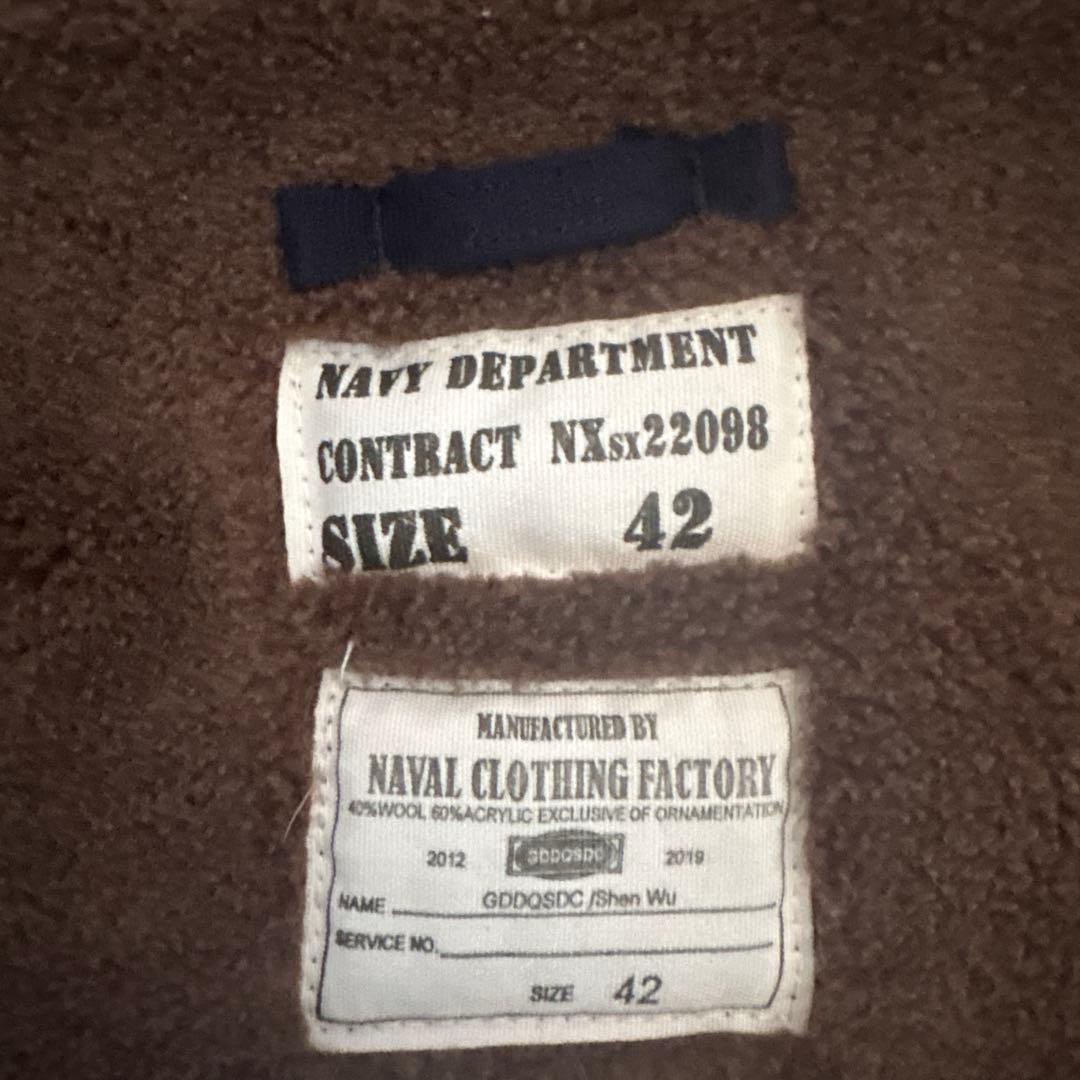 NAVY DEPARTMENT
CONTRACT NXsx22098
SIZE 42
MANUFACTURED BY
NAVAL CLOTHING FACTORY
40%WOOL 60%ACRYLIC EXCLUSIVE OF ORNAMENTATION
2012 GDDQSDC 2019
NAME GDDQSDC /Shen Wu
SERVICE NO.
SIZE 42